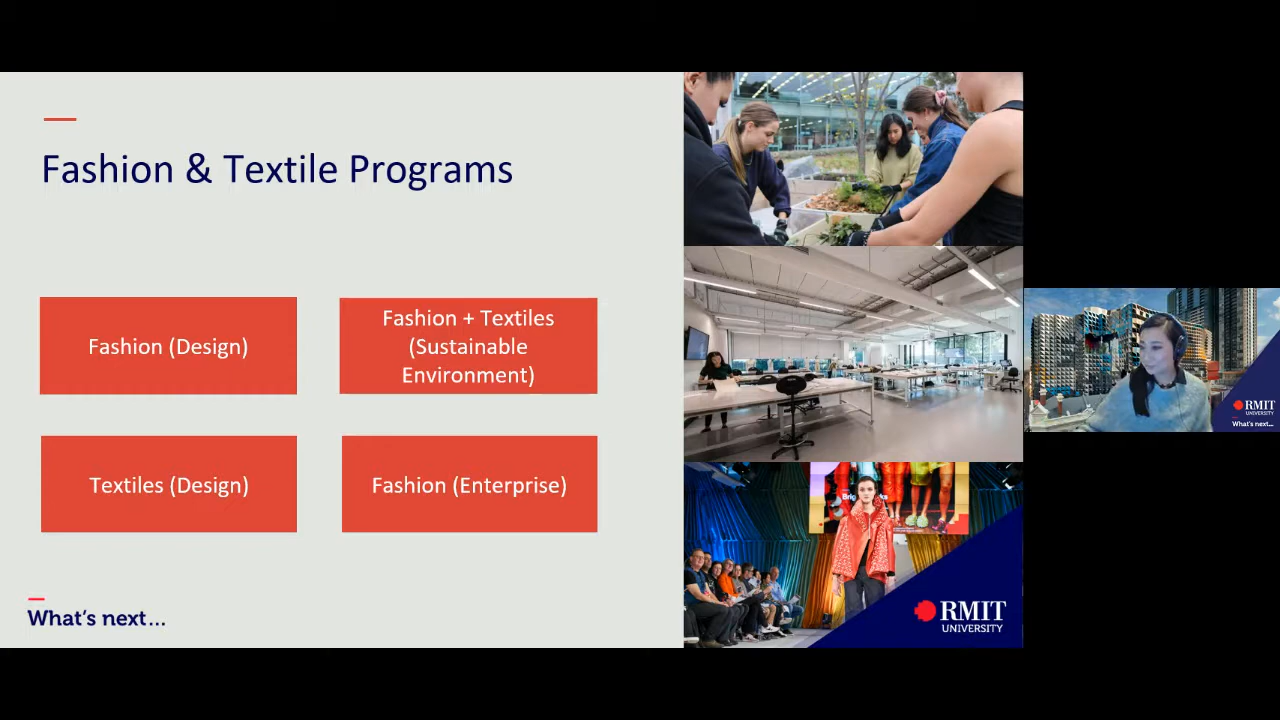 Fashion & Textile Programs
Fashion (Design)
Fashion + Textiles
(Sustainable
Environment)
Textiles (Design)
Fashion (Enterprise)
What's next...
RMIT
UNIVERSITY
RMIT
UNIVERSITY
What's next...